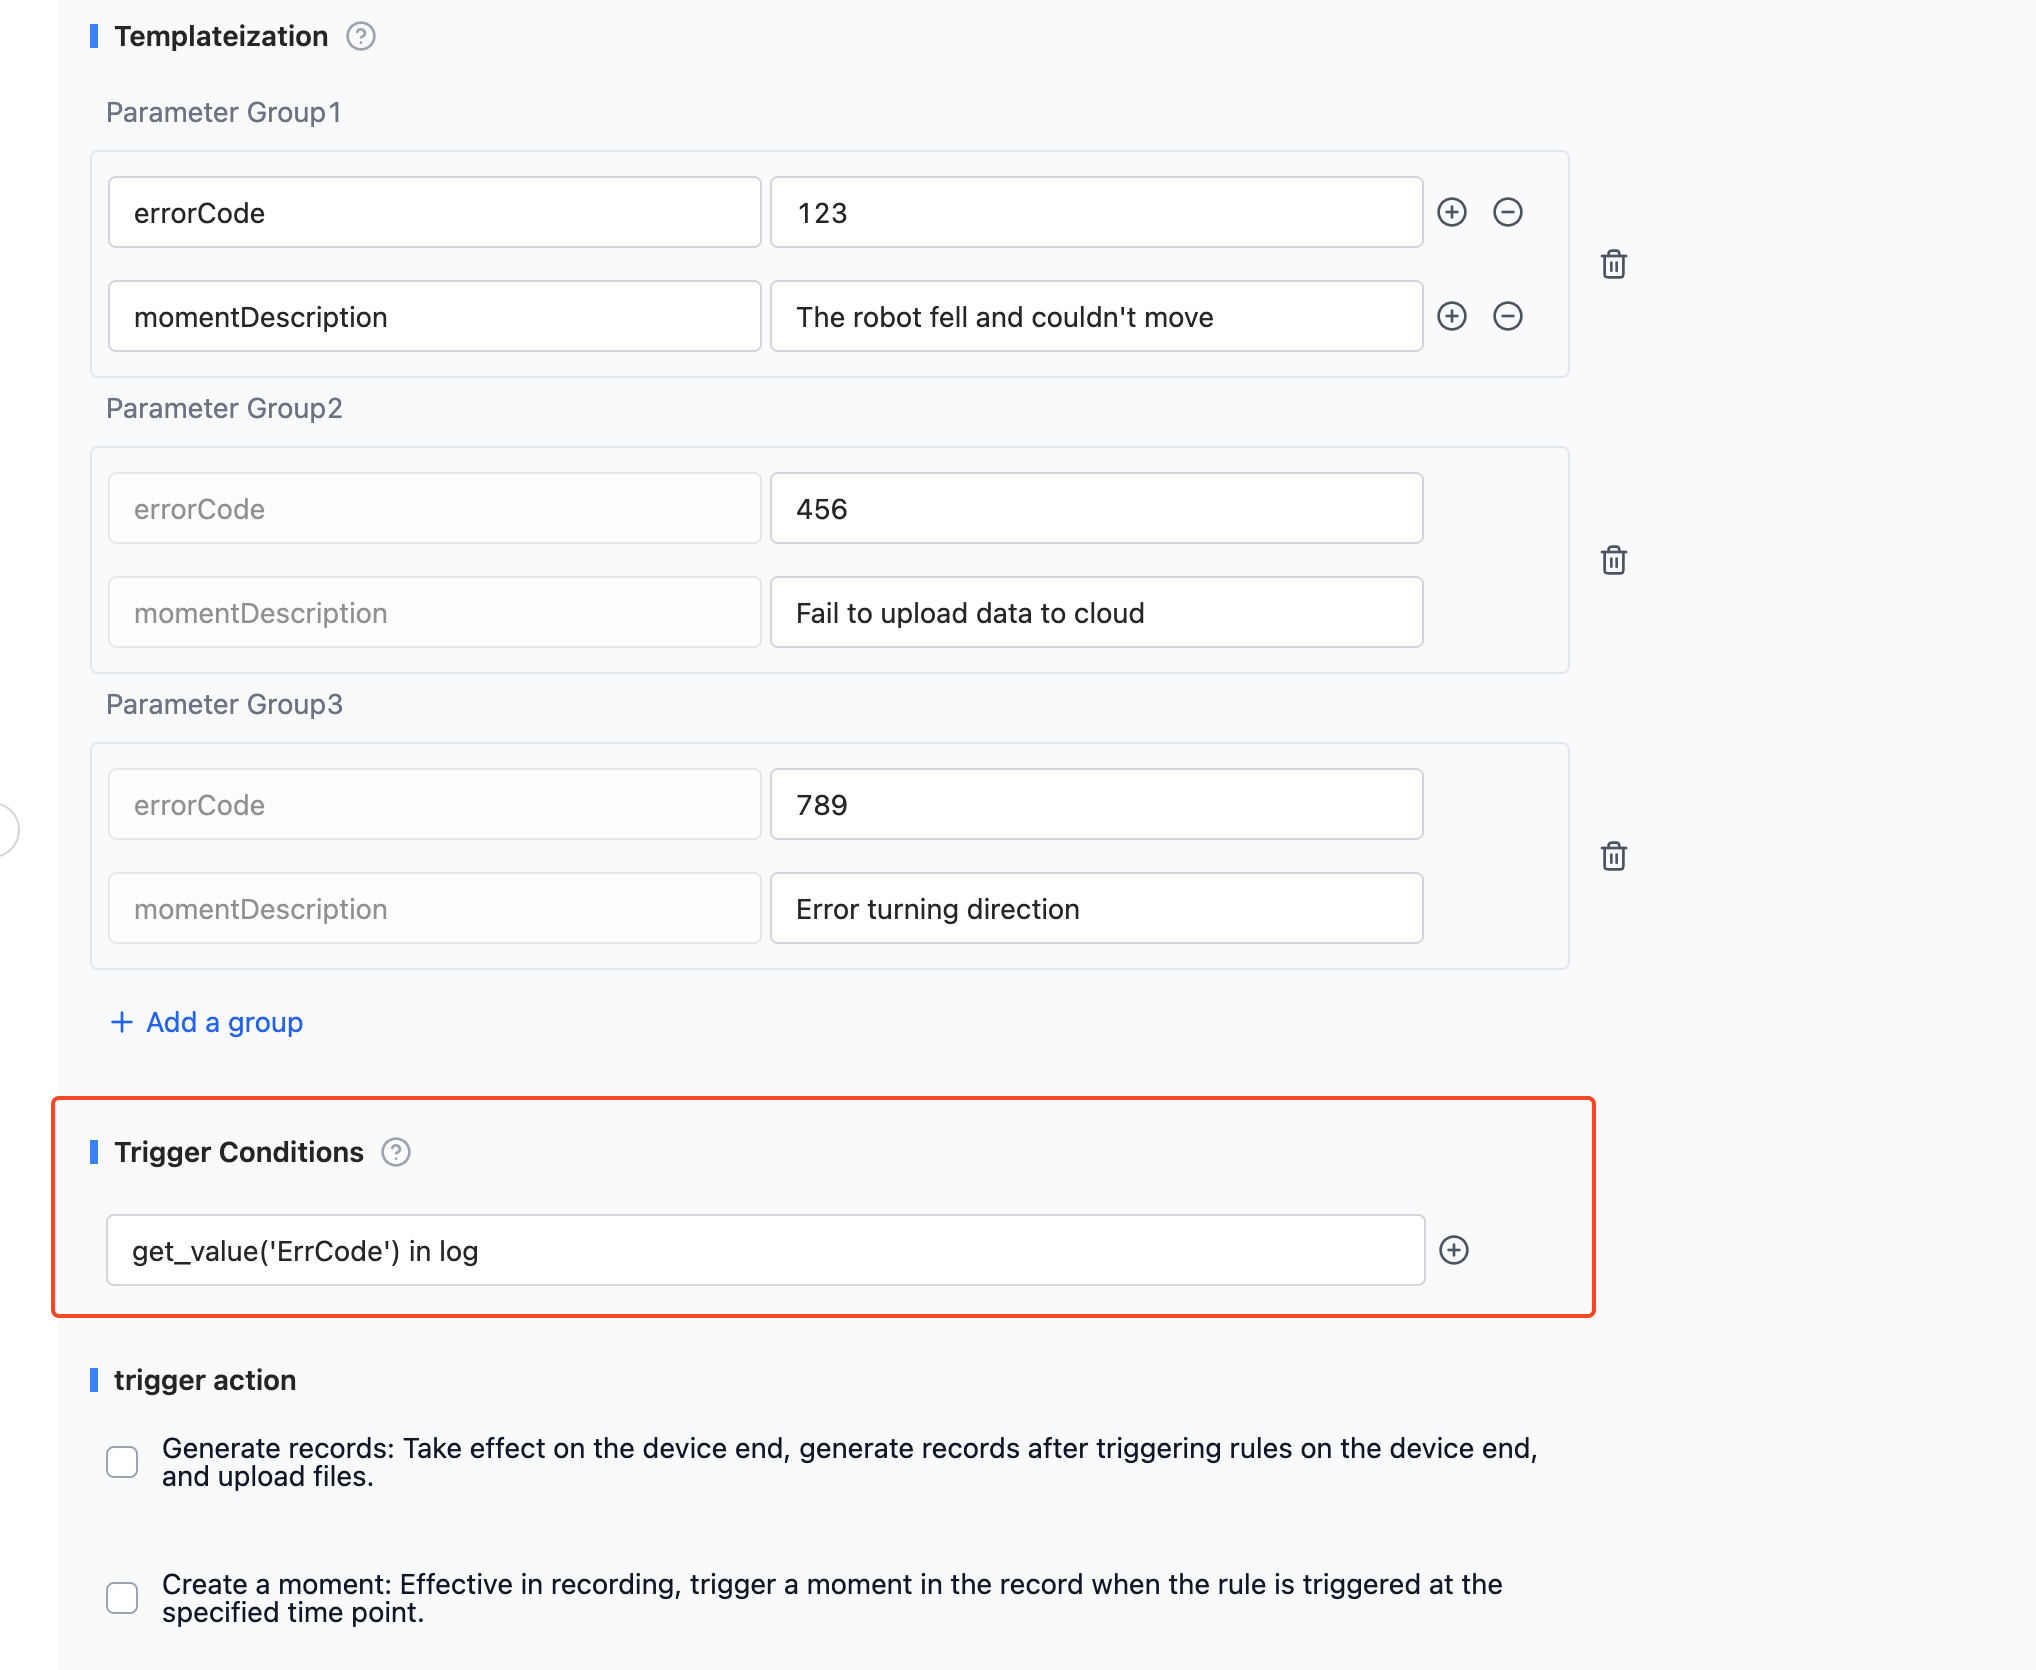 Templateization ?
Parameter Group1
errorCode 123
momentDescription The robot fell and couldn't move
Parameter Group2
errorCode 456
momentDescription Fail to upload data to cloud
Parameter Group3
errorCode 789
momentDescription Error turning direction
+ Add a group
Trigger Conditions ?
get_value('ErrCode') in log
trigger action
Generate records: Take effect on the device end, generate records after triggering rules on the device end,
and upload files.
Create a moment: Effective in recording, trigger a moment in the record when the rule is triggered at the
specified time point.